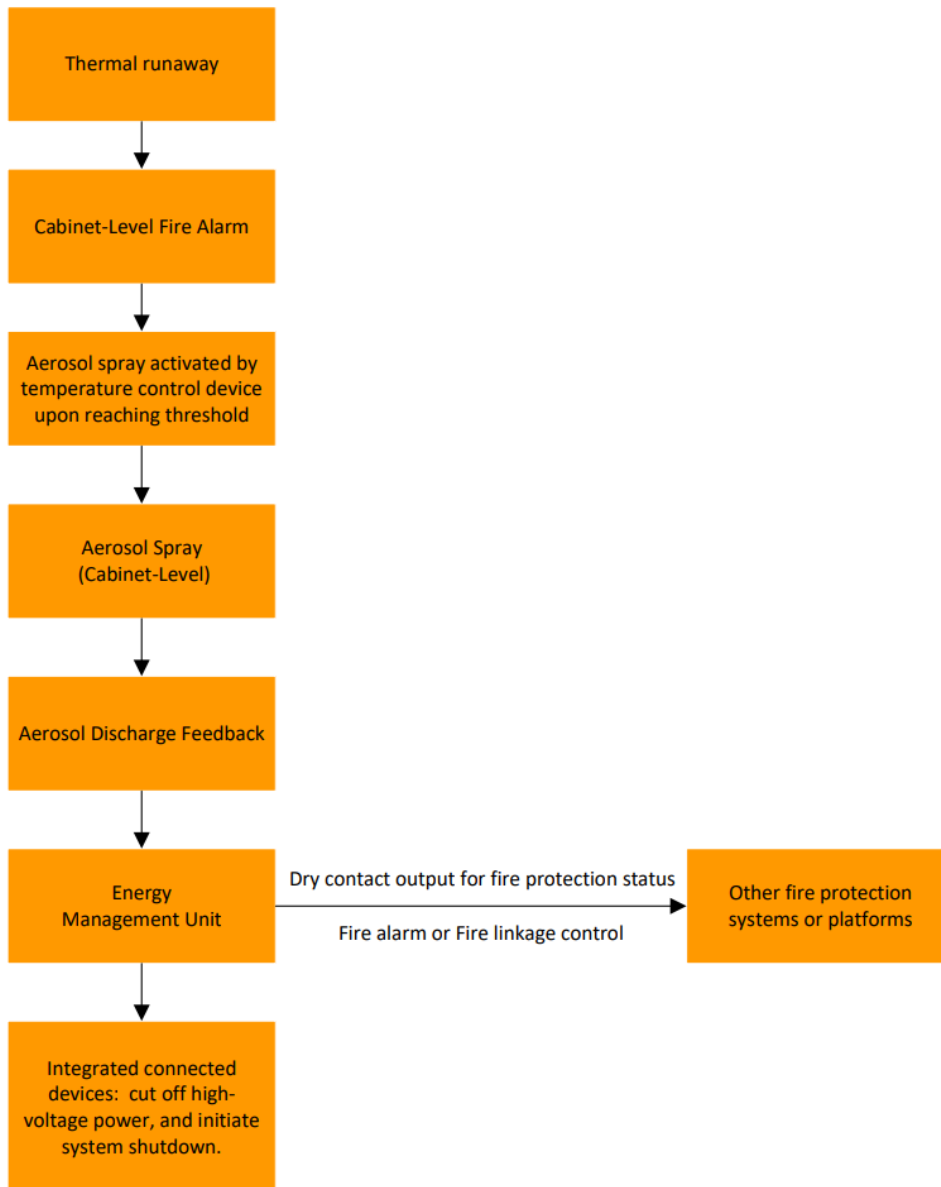 Thermal runaway
Cabinet-Level Fire Alarm
Aerosol spray activated by
temperature control device
upon reaching threshold
Aerosol Spray
(Cabinet-Level)
Aerosol Discharge Feedback
Energy
Management Unit
Dry contact output for fire protection status
Fire alarm or Fire linkage control
Other fire protection
systems or platforms
Integrated connected
devices:  cut off high-
voltage power, and initiate
system shutdown.